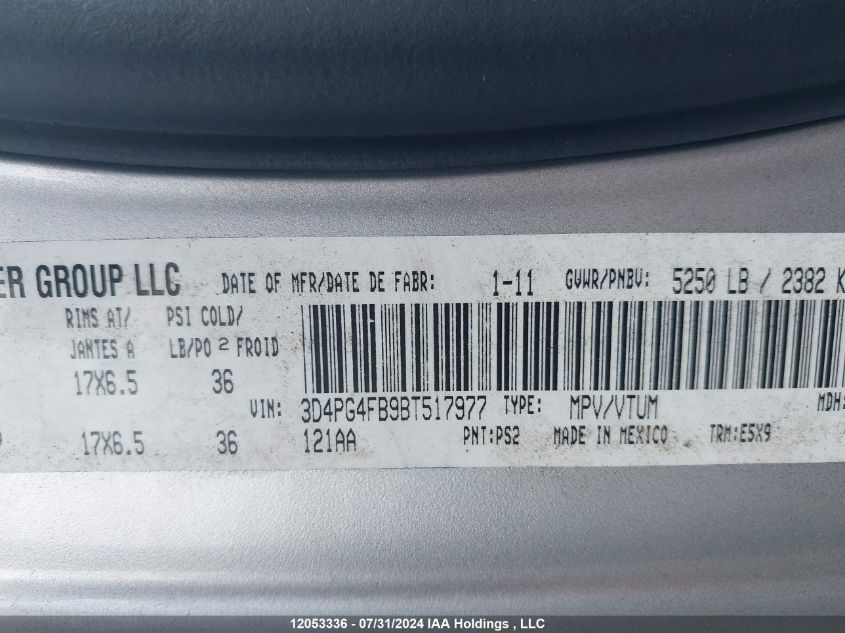 ER GROUP LLC DATE OF MFR/DATE DE FABR: 1-11 GVWR/PNBV: 5250 LB / 2382 K
RIMS AT/ PSI COLD/
JANTES A LB/PO 2 FROID
17X6.5 36
VIN: 3D4PG4FB9BT517977 TYPE: MPV/VTUM MDH:
17X6.5 36 121AA PNT:PS2 MADE IN MEXICO TRM:E5X9
12053336 - 07/31/2024 IAA Holdings , LLC